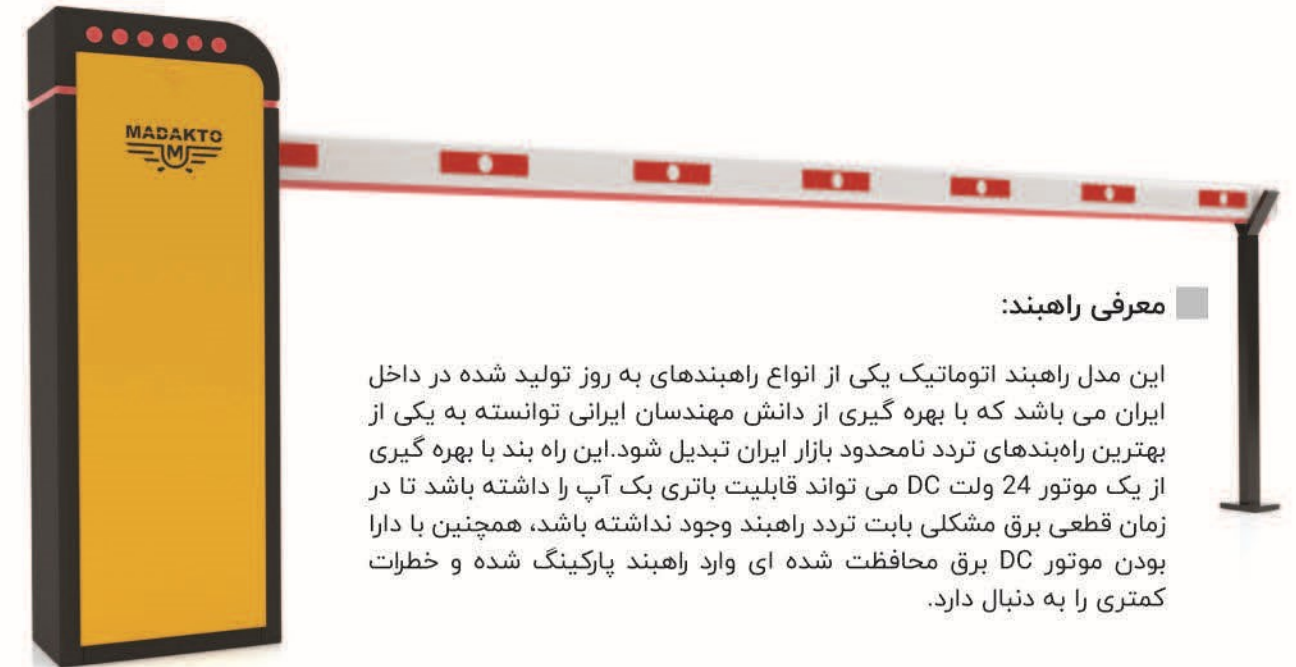 MADAKTO
M
معرفی راهبند:
این مدل راهبند اتوماتیک یکی از انواع راهبندهای به روز تولید شده در داخل
ایران می باشد که با بهره گیری از دانش مهندسان ایرانی توانسته به یکی از
بهترین راه‌بندهای تردد نامحدود بازار ایران تبدیل شود.این راه بند با بهره گیری
از یک موتور 24 ولت DC می تواند قابلیت باتری بک آپ را داشته باشد تا در
زمان قطعی برق مشکلی بابت تردد راهبند وجود نداشته باشد، همچنین با دارا
بودن موتور DC برق محافظت شده ای وارد راهبند پارکینگ شده و خطرات
کمتری را به دنبال دارد.